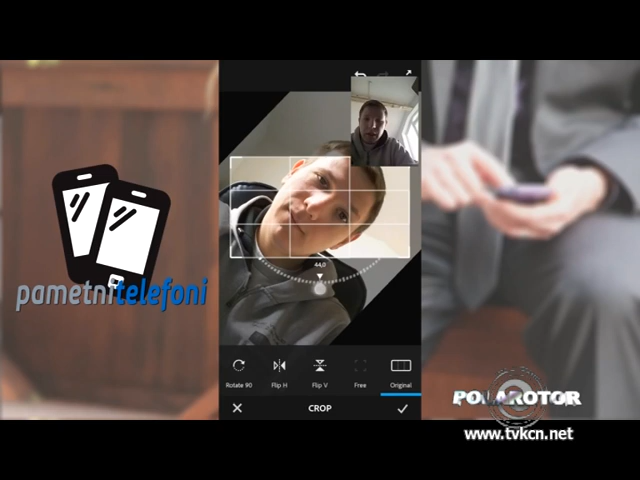 pametnitelefoni
44,0
Rotate 90
Flip H
Flip V
Free
Original
CROP
POLAROTOR
www.tvkcn.net